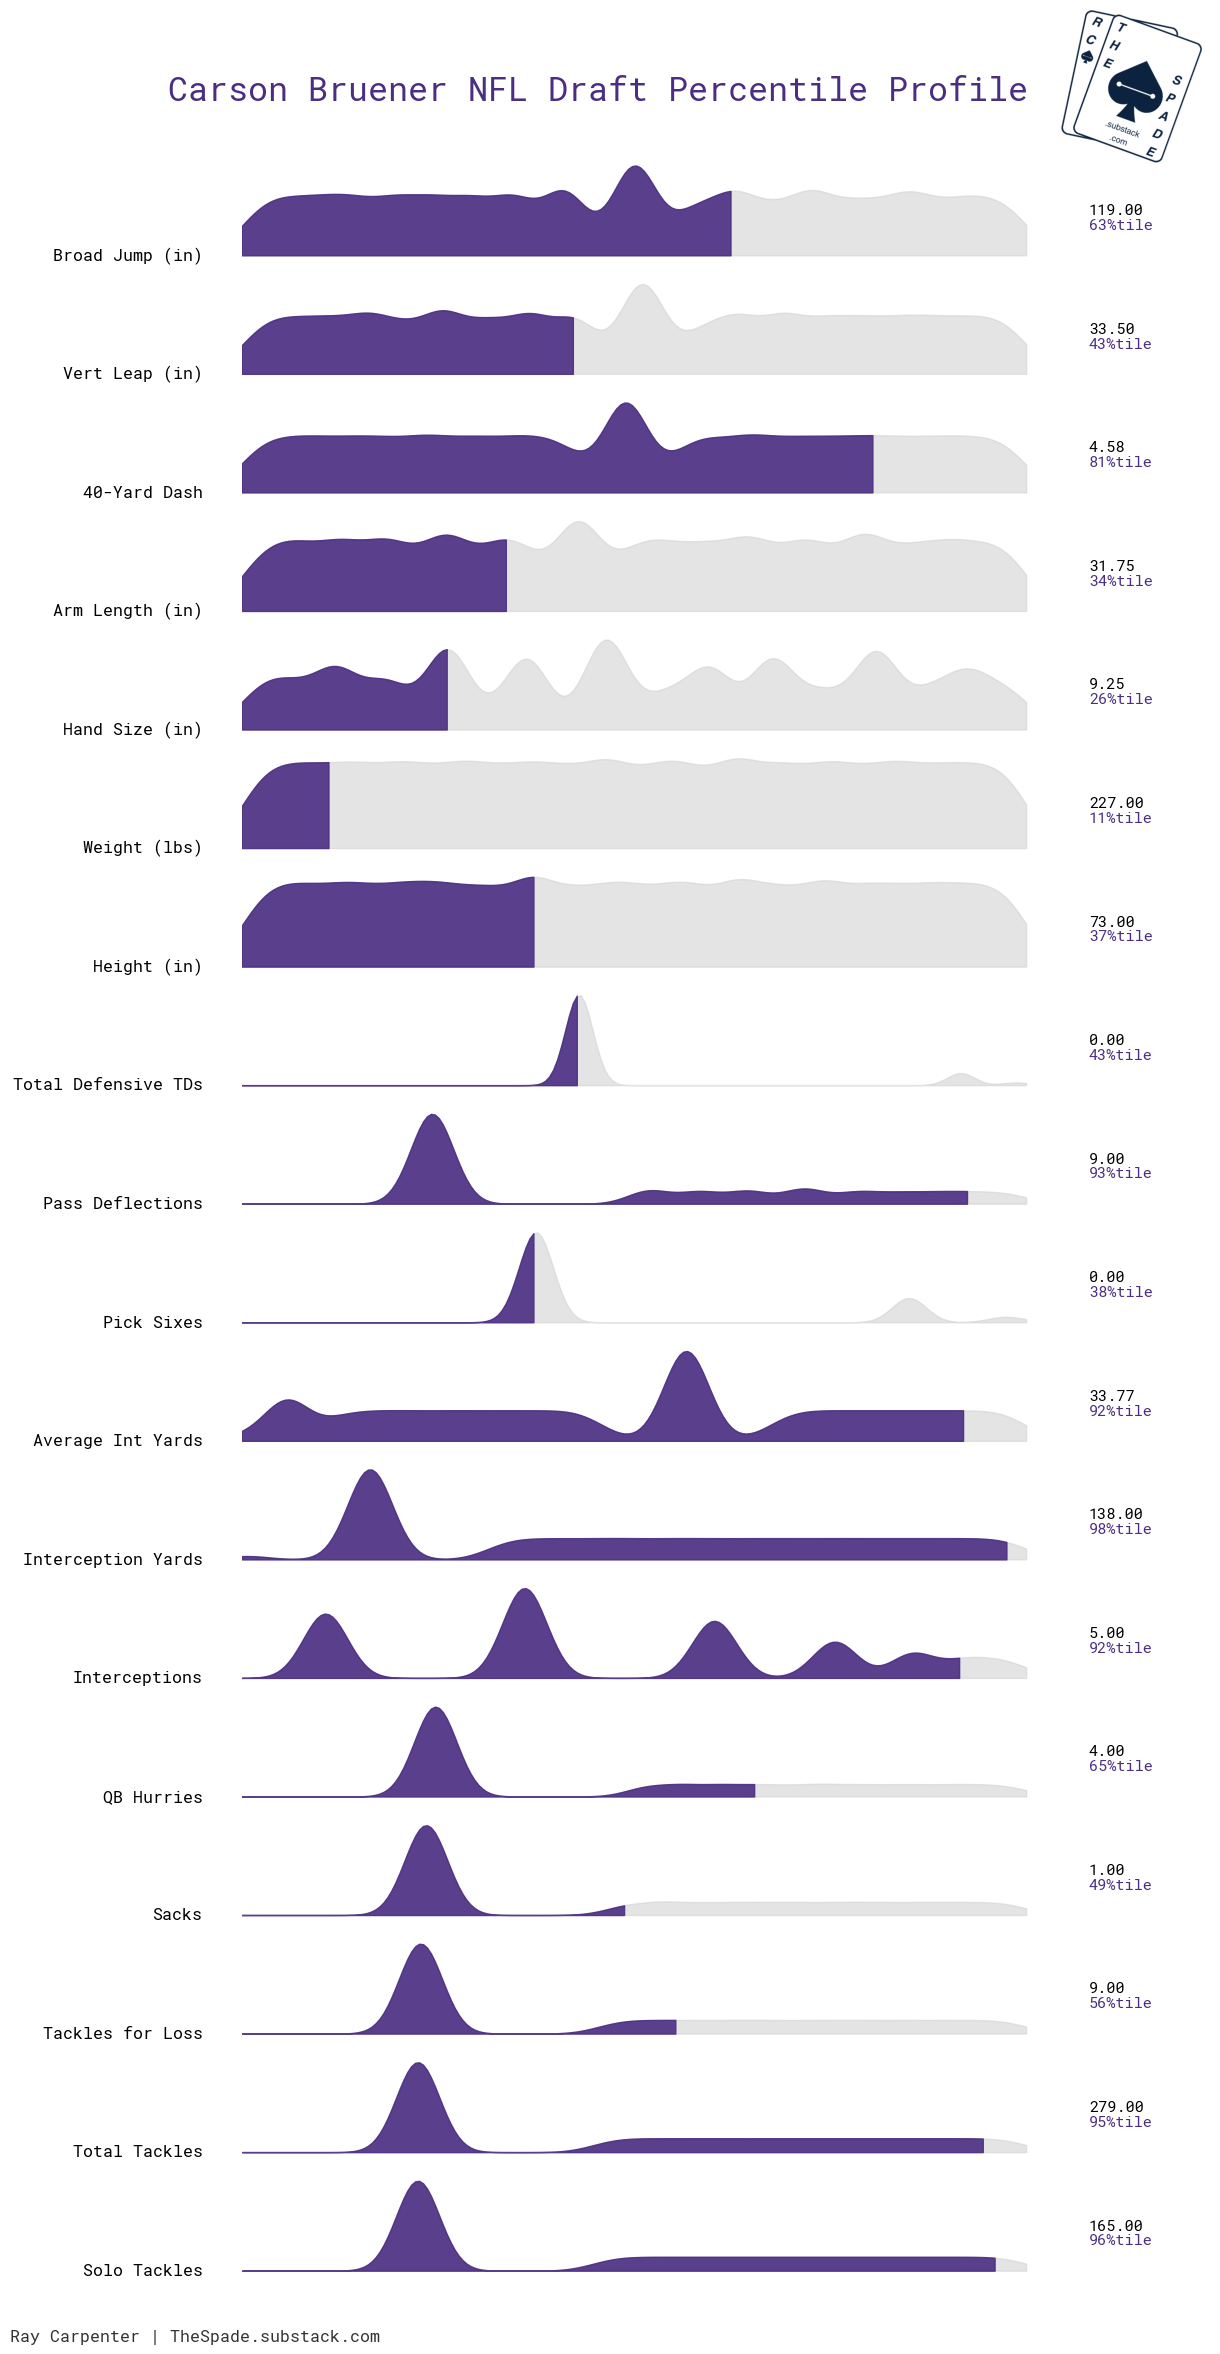 Carson Bruener NFL Draft Percentile Profile
RC
THE
SPADE
.substack
.com
Broad Jump (in)
119.00
63%tile
Vert Leap (in)
33.50
43%tile
40-Yard Dash
4.58
81%tile
Arm Length (in)
31.75
34%tile
Hand Size (in)
9.25
26%tile
Weight (lbs)
227.00
11%tile
Height (in)
73.00
37%tile
Total Defensive TDs
0.00
43%tile
Pass Deflections
9.00
93%tile
Pick Sixes
0.00
38%tile
Average Int Yards
33.77
92%tile
Interception Yards
138.00
98%tile
Interceptions
5.00
92%tile
QB Hurries
4.00
65%tile
Sacks
1.00
49%tile
Tackles for Loss
9.00
56%tile
Total Tackles
279.00
95%tile
Solo Tackles
165.00
96%tile
Ray Carpenter | TheSpade.substack.com